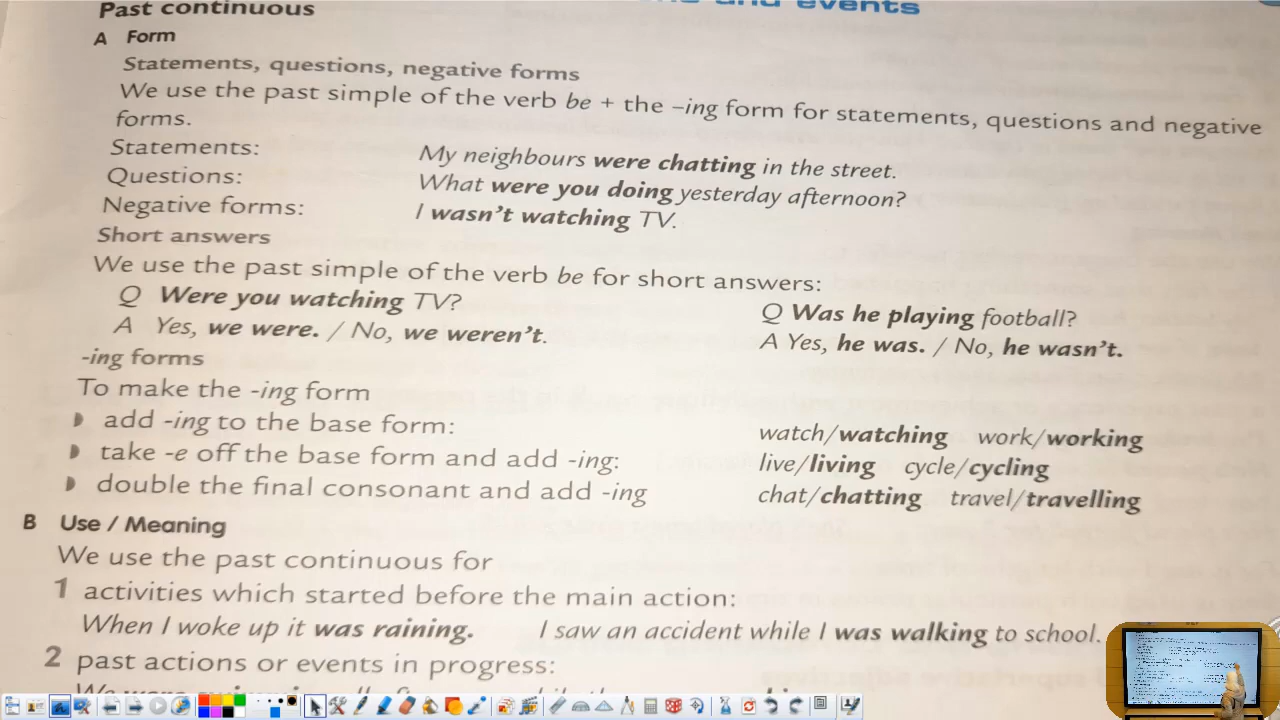 and events
Past continuous
A Form
Statements, questions, negative forms
We use the past simple of the verb be + the –ing form for statements, questions and negative
forms.
Statements: My neighbours were chatting in the street.
Questions: What were you doing yesterday afternoon?
Negative forms: I wasn't watching TV.
Short answers
We use the past simple of the verb be for short answers:
Q Were you watching TV? Q Was he playing football?
A Yes, we were. / No, we weren't. A Yes, he was. / No, he wasn't.
-ing forms
To make the -ing form
add -ing to the base form: watch/watching work/working
take -e off the base form and add -ing: live/living cycle/cycling
double the final consonant and add -ing chat/chatting travel/travelling
B Use / Meaning
We use the past continuous for
1 activities which started before the main action:
When I woke up it was raining. I saw an accident while I was walking to school.
2 past actions or events in progress: